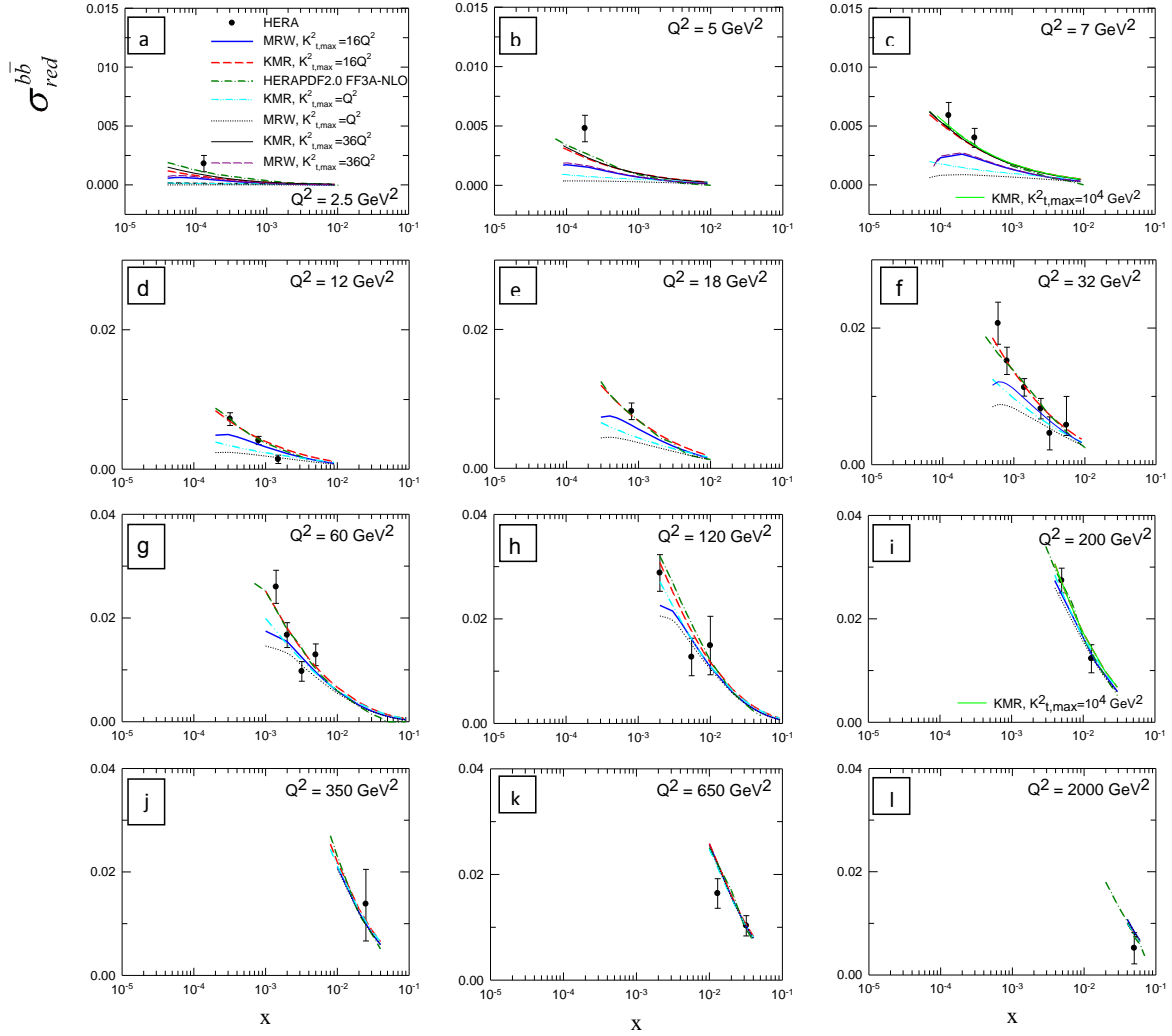 σ_red^{bb̄}
a
0.015
0.010
0.005
0.000
HERA
MRW, K²t,max=16Q²
KMR, K²t,max=16Q²
HERAPDF2.0 FF3A-NLO
KMR, K²t,max=Q²
MRW, K²t,max=Q²
KMR, K²t,max=36Q²
MRW, K²t,max=36Q²
Q² = 2.5 GeV²
10⁻⁵ 10⁻⁴ 10⁻³ 10⁻² 10⁻¹
b
Q² = 5 GeV²
0.015
0.010
0.005
0.000
10⁻⁵ 10⁻⁴ 10⁻³ 10⁻² 10⁻¹
c
Q² = 7 GeV²
0.015
0.010
0.005
0.000
KMR, K²t,max=10⁴ GeV²
10⁻⁵ 10⁻⁴ 10⁻³ 10⁻² 10⁻¹
d
Q² = 12 GeV²
0.02
0.00
10⁻⁵ 10⁻⁴ 10⁻³ 10⁻² 10⁻¹
e
Q² = 18 GeV²
0.02
0.00
10⁻⁵ 10⁻⁴ 10⁻³ 10⁻² 10⁻¹
f
Q² = 32 GeV²
0.02
0.00
10⁻⁵ 10⁻⁴ 10⁻³ 10⁻² 10⁻¹
g
Q² = 60 GeV²
0.04
0.02
0.00
10⁻⁵ 10⁻⁴ 10⁻³ 10⁻² 10⁻¹
h
Q² = 120 GeV²
0.04
0.02
0.00
10⁻⁵ 10⁻⁴ 10⁻³ 10⁻² 10⁻¹
i
Q² = 200 GeV²
0.04
0.02
0.00
KMR, K²t,max=10⁴ GeV²
10⁻⁵ 10⁻⁴ 10⁻³ 10⁻² 10⁻¹
j
Q² = 350 GeV²
0.04
0.02
0.00
10⁻⁵ 10⁻⁴ 10⁻³ 10⁻² 10⁻¹
x
k
Q² = 650 GeV²
0.04
0.02
0.00
10⁻⁵ 10⁻⁴ 10⁻³ 10⁻² 10⁻¹
x
l
Q² = 2000 GeV²
0.04
0.02
0.00
10⁻⁵ 10⁻⁴ 10⁻³ 10⁻² 10⁻¹
x